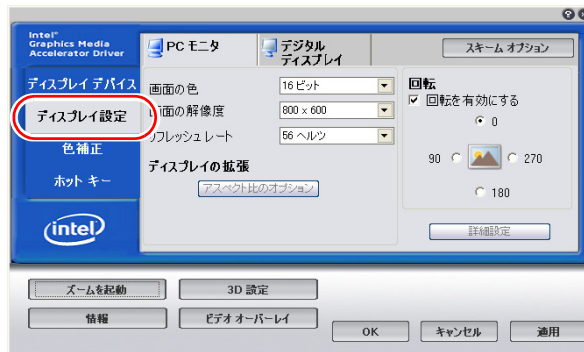 Intel®
Graphics Media
Accelerator Driver
PC モニタ
デジタル
ディスプレイ
スキーム オプション
ディスプレイ デバイス
ディスプレイ設定
色補正
ホット キー
intel
画面の色
16 ビット
画面の解像度
800 × 600
リフレッシュ レート
56 ヘルツ
ディスプレイの拡張
アスペクト比のオプション
回転
回転を有効にする
0
90
270
180
詳細設定
ズームを起動
3D 設定
情報
ビデオ オーバーレイ
OK
キャンセル
適用